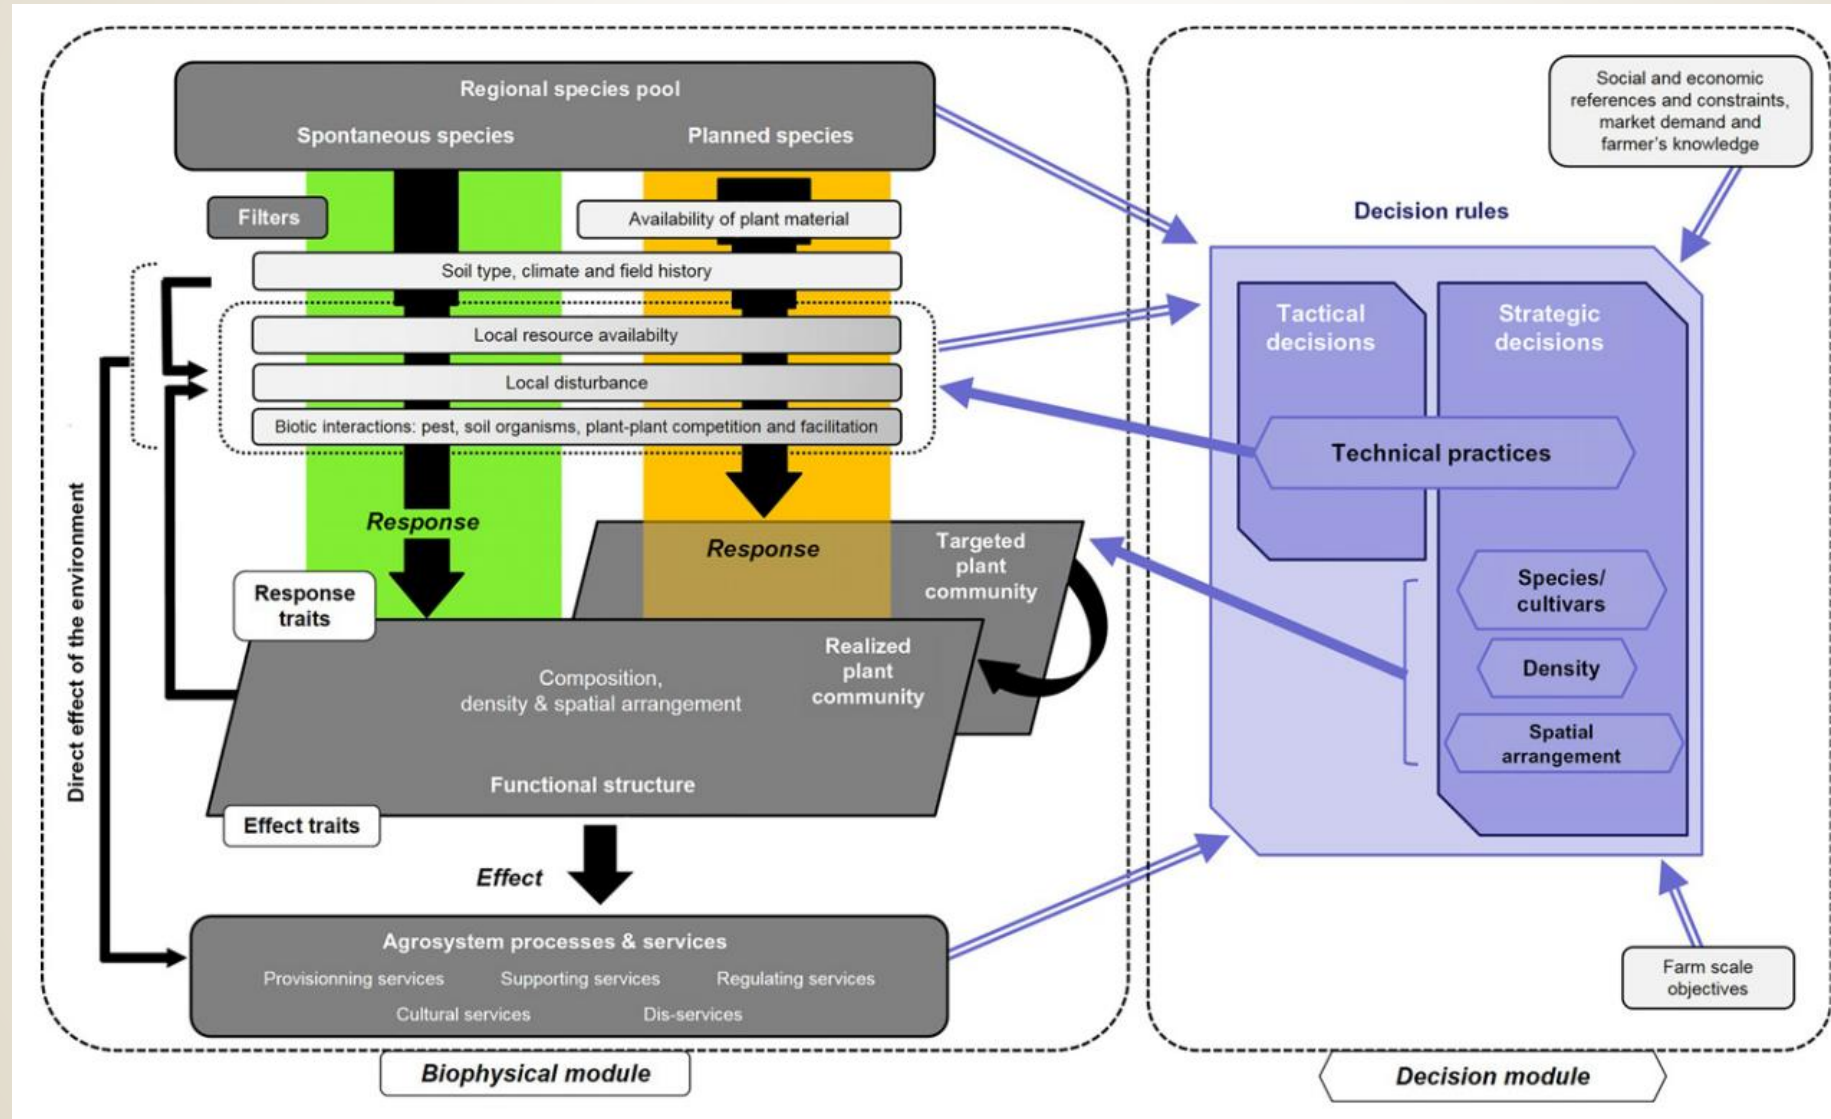 Regional species pool
Spontaneous species
Planned species
Filters
Availability of plant material
Soil type, climate and field history
Local resource availabilty
Local disturbance
Biotic interactions: pest, soil organisms, plant-plant competition and facilitation
Direct effect of the environment
Response
Response
Targeted
plant
community
Response
traits
Realized
plant
community
Composition,
density & spatial arrangement
Functional structure
Effect traits
Effect
Agrosystem processes & services
Provisionning services
Supporting services
Regulating services
Cultural services
Dis-services
Biophysical module
Social and economic
references and constraints,
market demand and
farmer's knowledge
Decision rules
Tactical
decisions
Strategic
decisions
Technical practices
Species/
cultivars
Density
Spatial
arrangement
Farm scale
objectives
Decision module